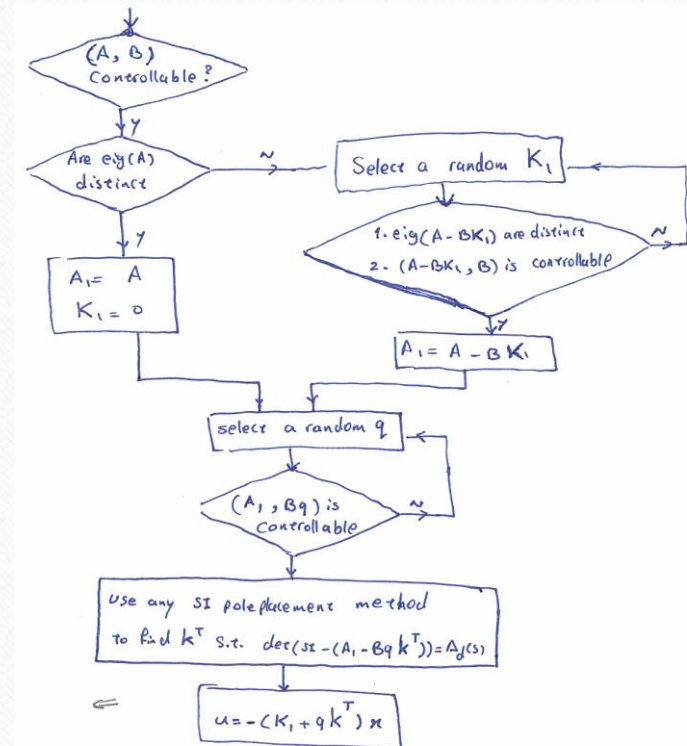 (A, B)
Controllable?
Y
Are eig(A)
distinct
N
Select a random K₁
1. eig(A-BK₁) are distinct
2. (A-BK₁, B) is controllable
N
Y
Y
A₁ = A
K₁ = 0
A₁ = A - B K₁
select a random q
(A₁, Bq) is
controllable
N
Use any SI pole placement method
to find kᵀ s.t. det(sI-(A₁-Bq kᵀ))=Δd(s)
u=-(K₁+qkᵀ)x